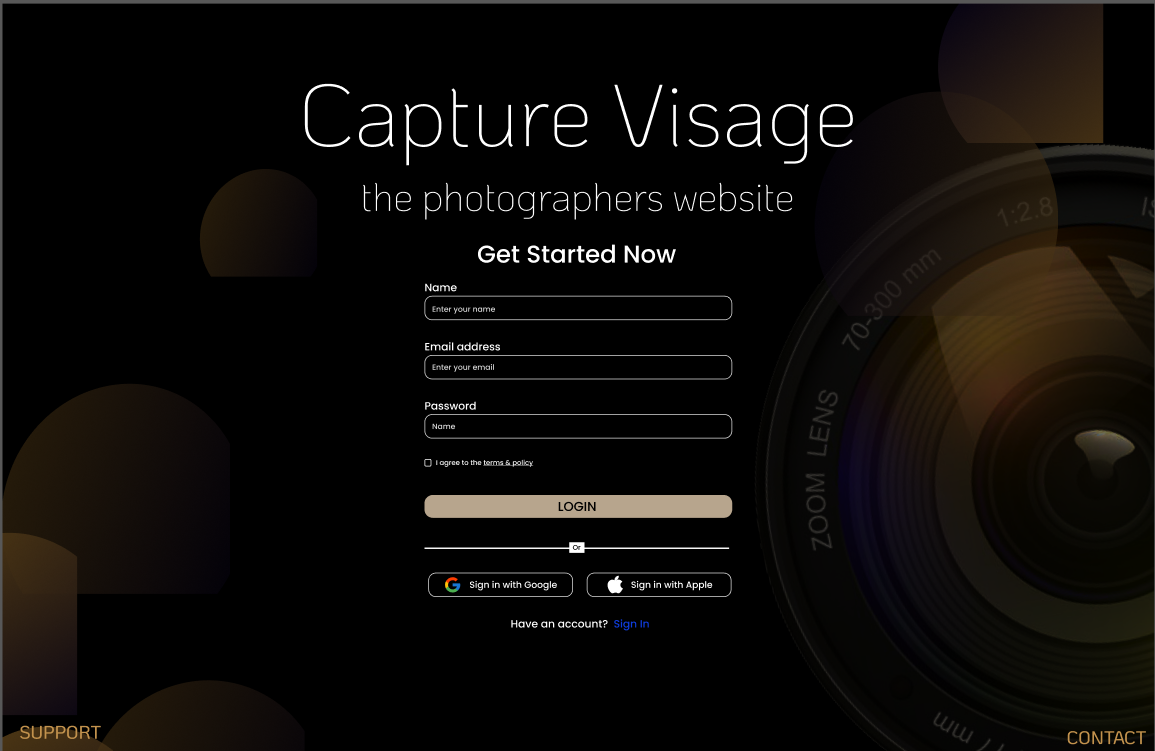 Capture Visage
the photographers website
Get Started Now
Name
Enter your name
Email address
Enter your email
Password
Name
I agree to the terms & policy
LOGIN
Or
Sign in with Google
Sign in with Apple
Have an account? Sign In
SUPPORT
CONTACT
1:2.8
70-300 mm
ZOOM LENS
mm